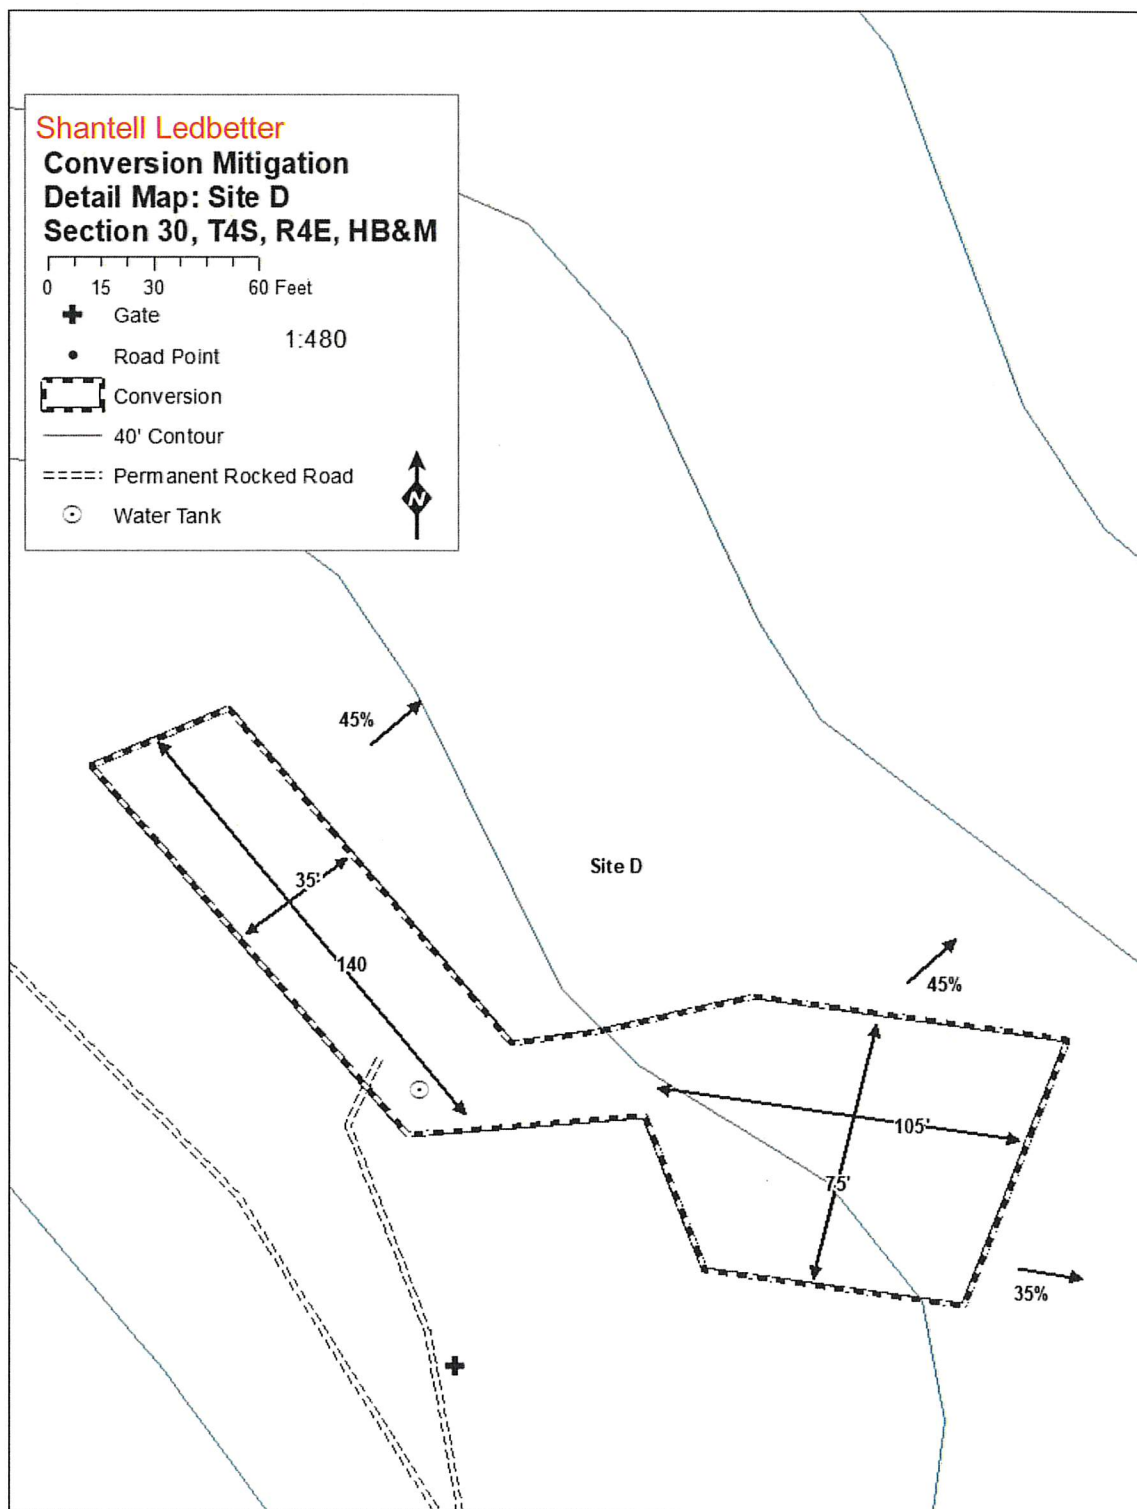 Shantell Ledbetter
Conversion Mitigation
Detail Map: Site D
Section 30, T4S, R4E, HB&M
0 15 30 60 Feet
Gate
1:480
Road Point
Conversion
40' Contour
Permanent Rocked Road
N
Water Tank
45%
35'
Site D
140
45%
105'
75'
35%